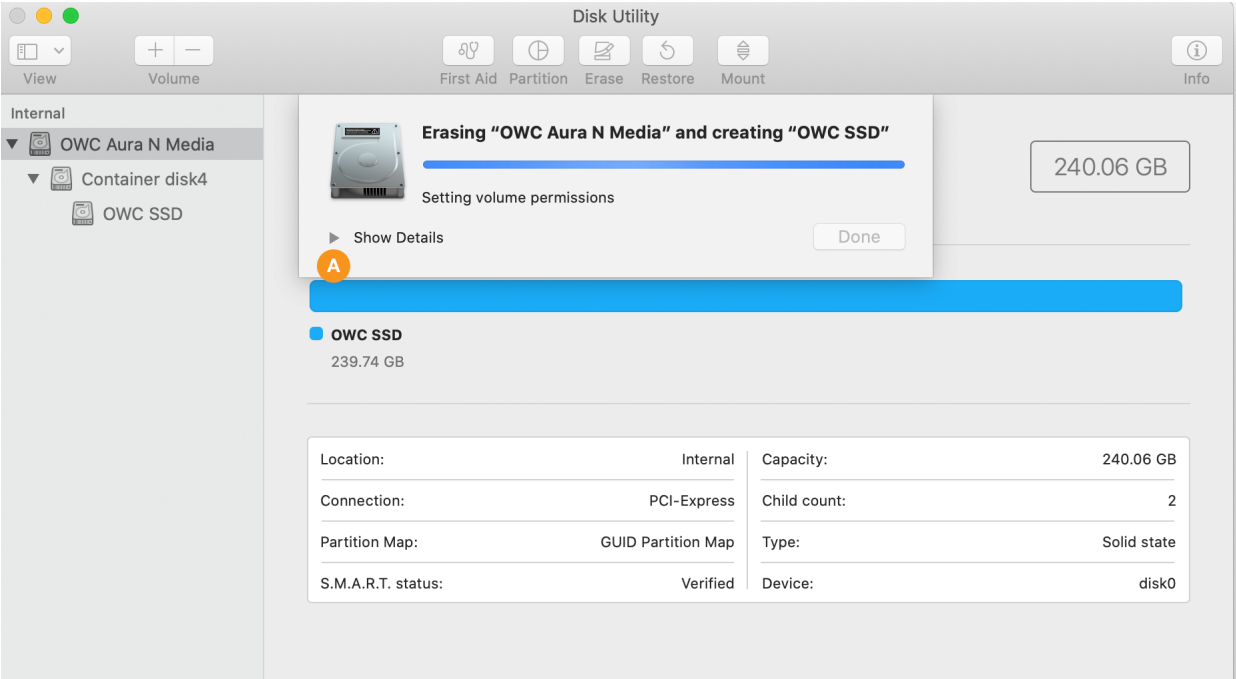 Disk Utility
View
Volume
First Aid
Partition
Erase
Restore
Mount
Info
Internal
OWC Aura N Media
Container disk4
OWC SSD
Erasing “OWC Aura N Media” and creating “OWC SSD”
Setting volume permissions
Show Details
Done
A
240.06 GB
OWC SSD
239.74 GB
Location: Internal
Capacity: 240.06 GB
Connection: PCI-Express
Child count: 2
Partition Map: GUID Partition Map
Type: Solid state
S.M.A.R.T. status: Verified
Device: disk0